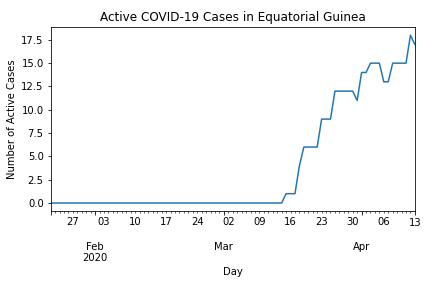 Active COVID-19 Cases in Equatorial Guinea
Number of Active Cases
17.5
15.0
12.5
10.0
7.5
5.0
2.5
0.0
27 03 10 17 24 02 09 16 23 30 06 13
Feb Mar Apr
2020
Day